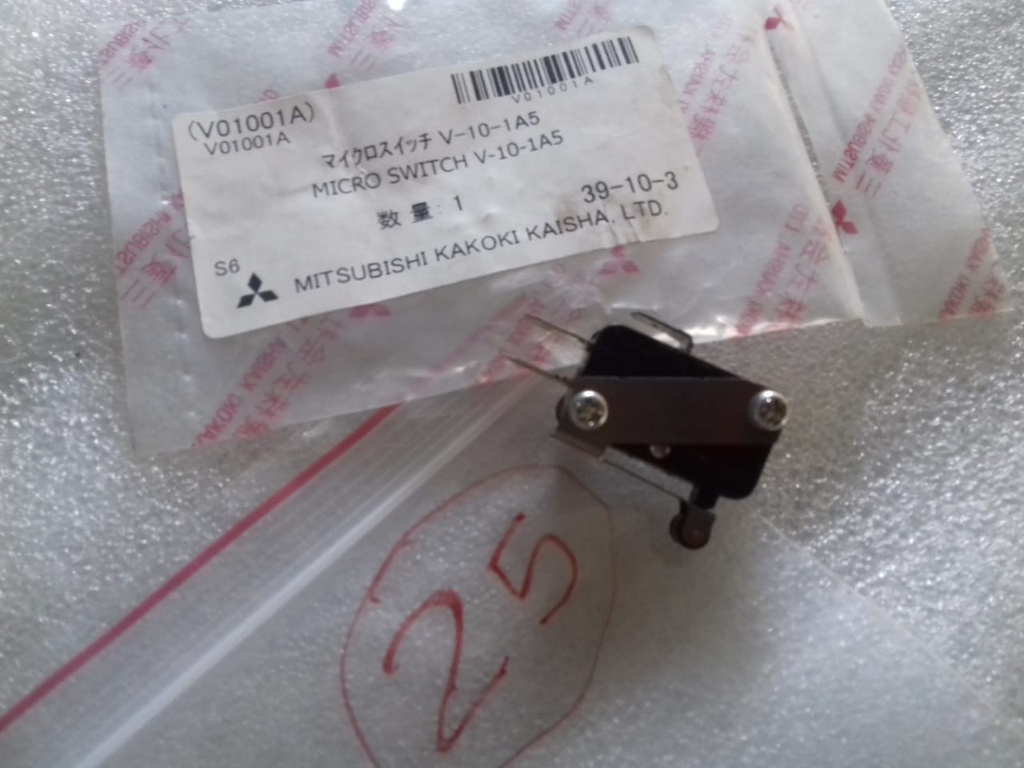 (V01001A)
V01001A
V01001A
マイクロスイッチ V-10-1A5
MICRO SWITCH V-10-1A5
数量: 1
39-10-3
S6
MITSUBISHI KAKOKI KAISHA, LTD.
25